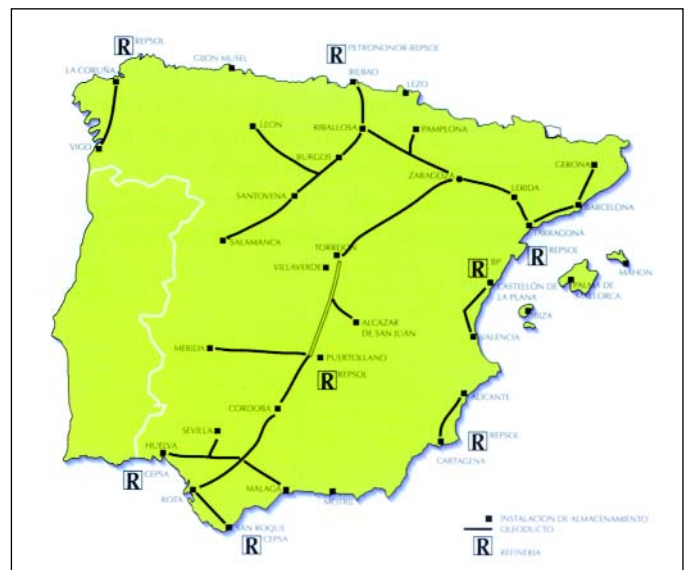 R REPSOL
LA CORUÑA
GIJON MUSEL
R PETRONONOR-REPSOL
BILBAO
LEZO
VIGO
LEON
RIBALLOSA
PAMPLONA
BURGOS
ZARAGOZA
GERONA
SANTOVENA
LERIDA
BARCELONA
SALAMANCA
TARRAGONA
R REPSOL
TORREJON
VILLAVERDE
R BP
CASTELLÓN DE
LA PLANA
MAHON
PALMA DE
MALLORCA
IBIZA
ALCAZAR
DE SAN JUAN
VALENCIA
MERIDA
PUERTOLLANO
R REPSOL
ALICANTE
CORDOBA
SEVILLA
HUELVA
R REPSOL
CARTAGENA
R CEPSA
ROTA
MALAGA
MOTRIL
SAN ROQUE
R CEPSA
INSTALACION DE ALMACENAMIENTO
OLEODUCTO
R REFINERIA